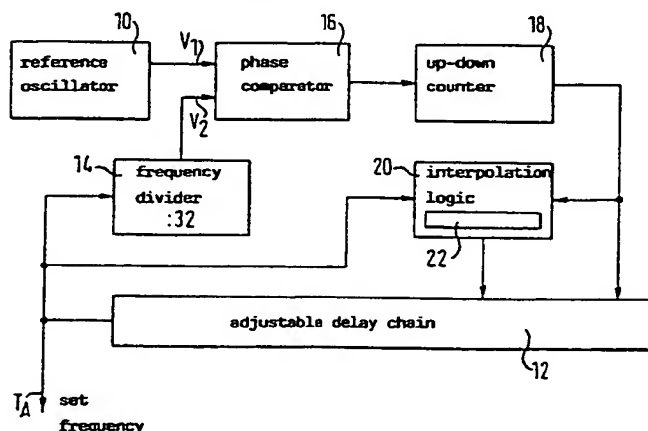 10
16
18
reference
oscillator
V1
phase
comparator
up-down
counter
V2
14
frequency
divider
:32
20
interpolation
logic
22
adjustable delay chain
12
TA
set
frequency